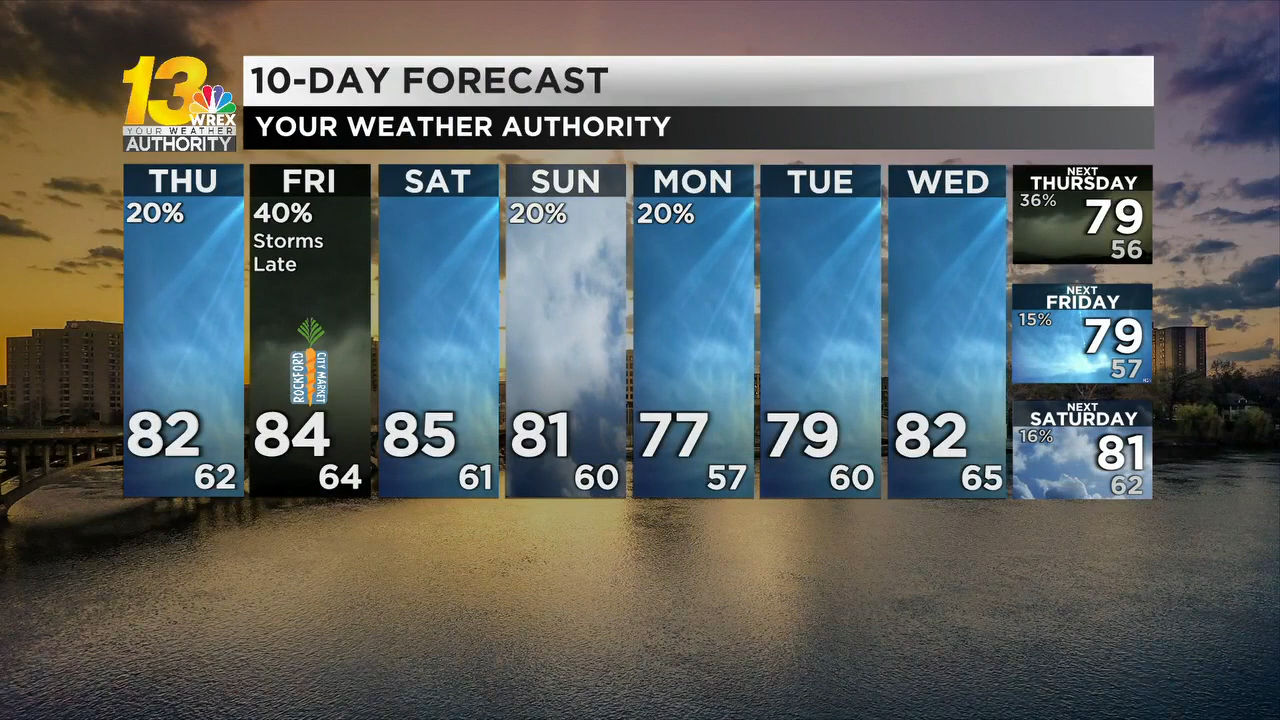 13
WREX
YOUR WEATHER
AUTHORITY
10-DAY FORECAST
YOUR WEATHER AUTHORITY
THU
20%
82
62
FRI
40%
Storms
Late
ROCKFORD
CITY MARKET
84
64
SAT
85
61
SUN
20%
81
60
MON
20%
77
57
TUE
79
60
WED
82
65
NEXT
THURSDAY
36%
79
56
NEXT
FRIDAY
15%
79
57
NEXT
SATURDAY
16%
81
62